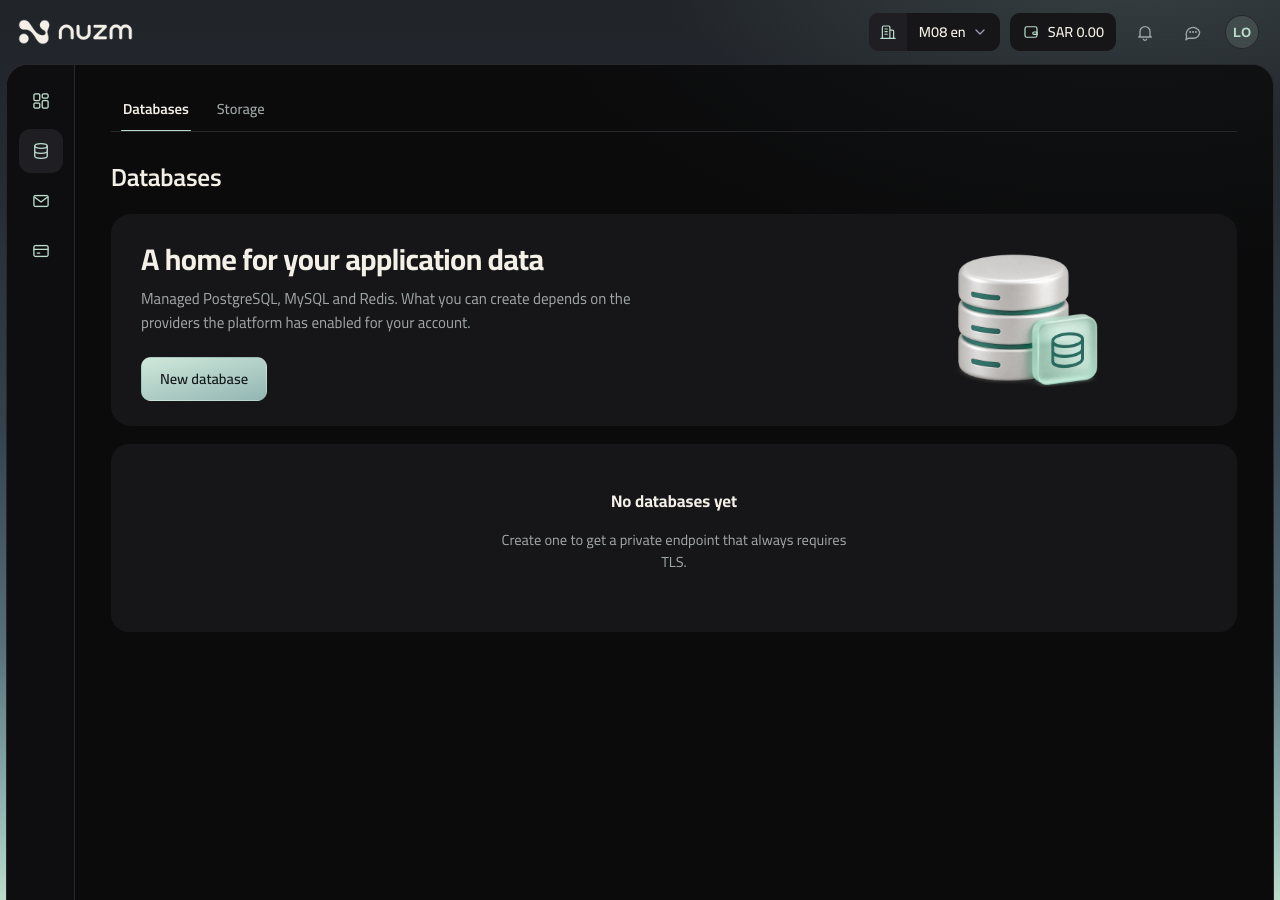 nuzm
M08 en
SAR 0.00
LO
Databases
Storage
Databases
A home for your application data
Managed PostgreSQL, MySQL and Redis. What you can create depends on the
providers the platform has enabled for your account.
New database
No databases yet
Create one to get a private endpoint that always requires
TLS.